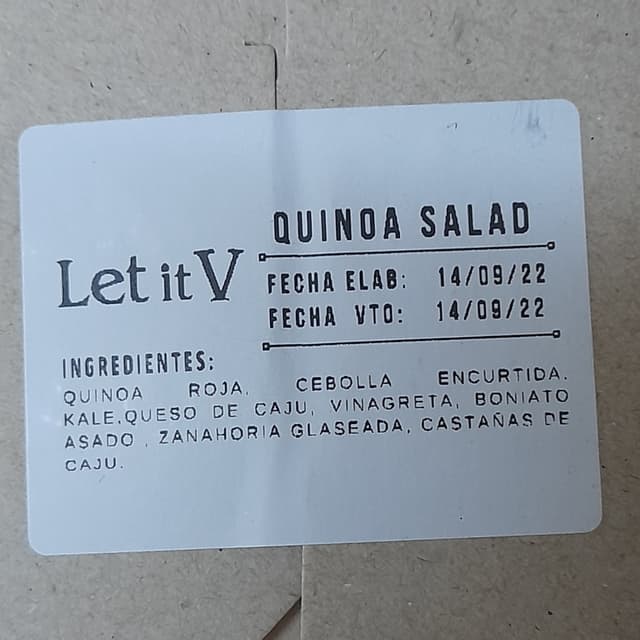 QUINOA SALAD
Let it V
FECHA ELAB: 14/09/22
FECHA VTO: 14/09/22
INGREDIENTES:
QUINOA ROJA, CEBOLLA ENCURTIDA,
KALE,QUESO DE CAJU, VINAGRETA, BONIATO
ASADO , ZANAHORIA GLASEADA, CASTAÑAS DE
CAJU.